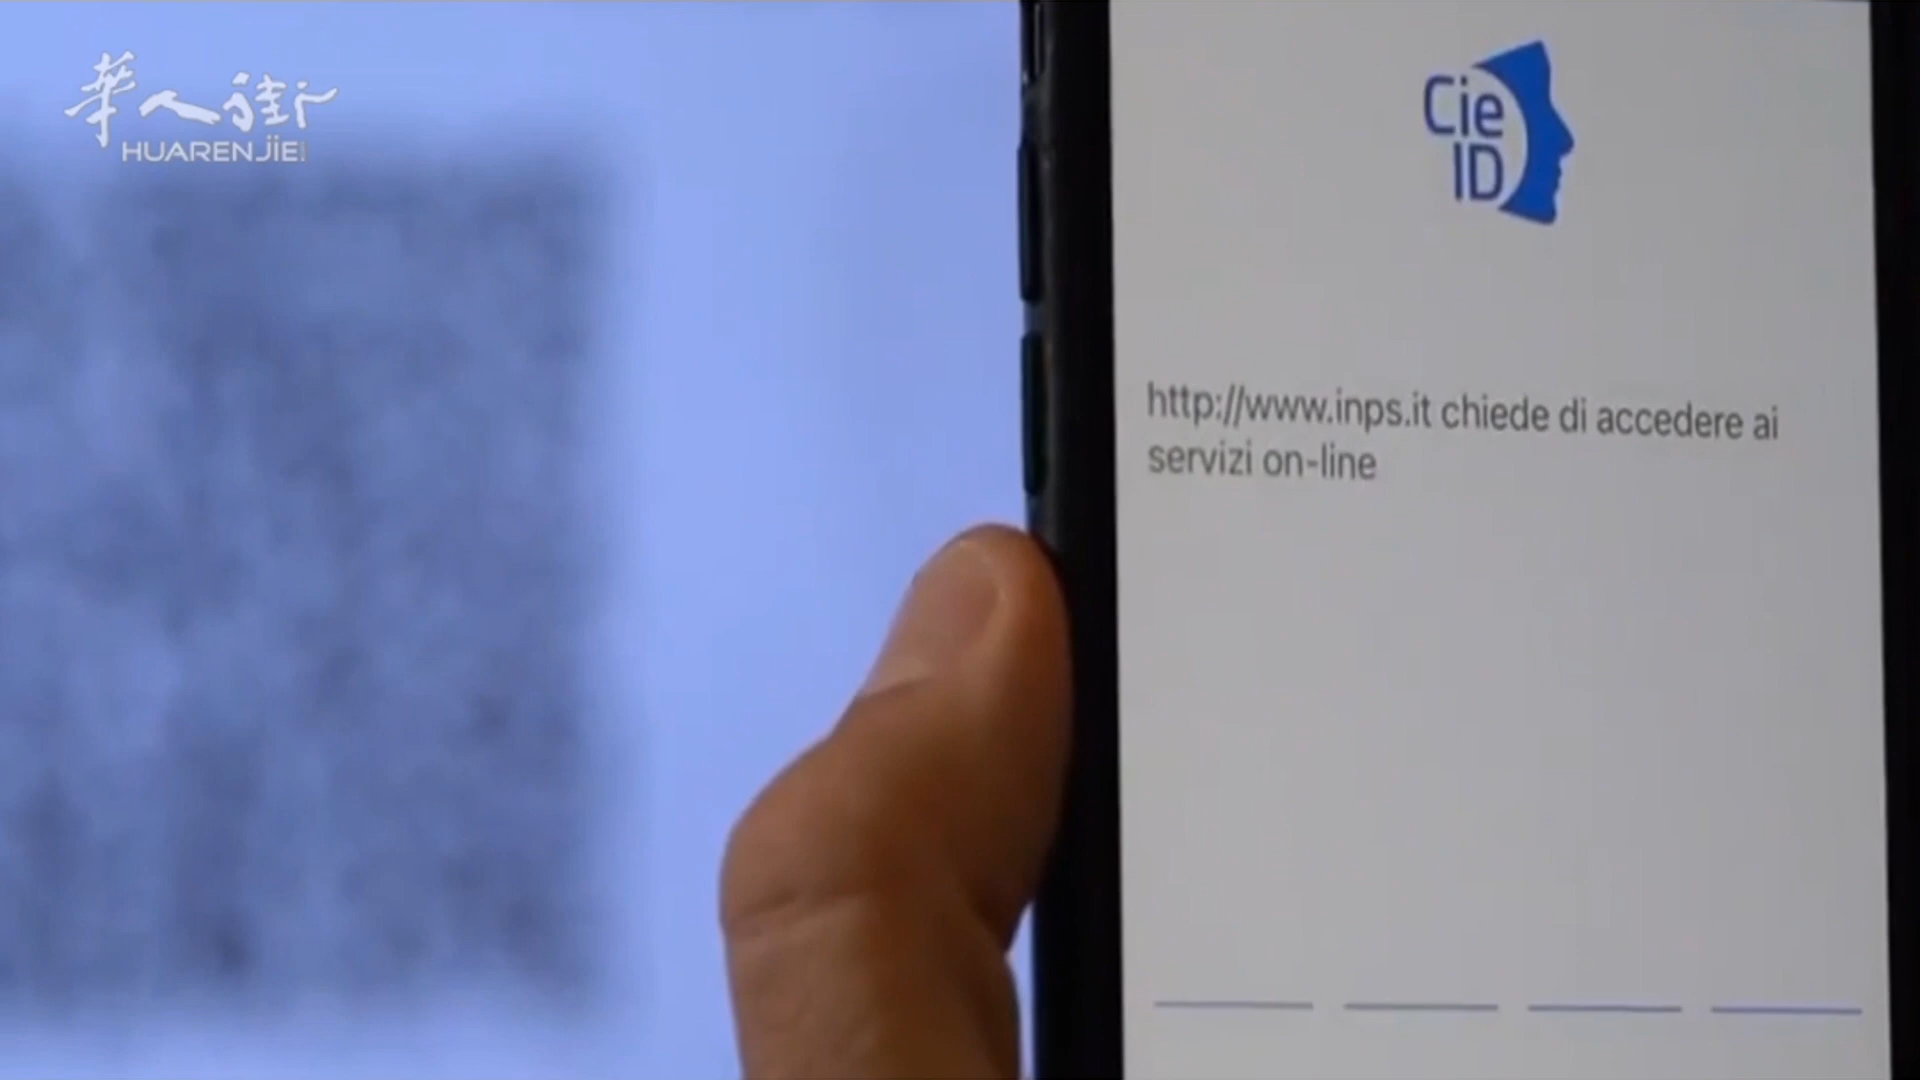 華人街
HUARENJIE
Cie
ID
http://www.inps.it chiede di accedere ai
servizi on-line